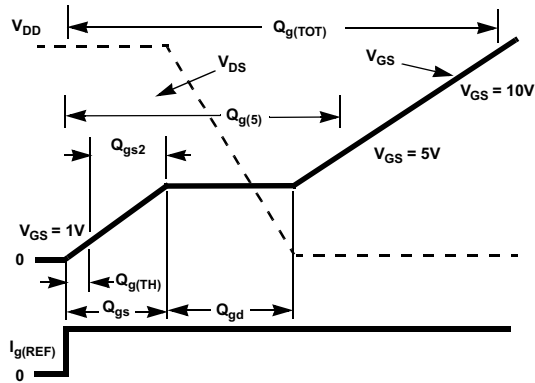 V_DD
Q_g(TOT)
V_DS
V_GS
V_GS = 10V
Q_g(5)
Q_gs2
V_GS = 5V
V_GS = 1V
0
Q_g(TH)
Q_gs
Q_gd
I_g(REF)
0